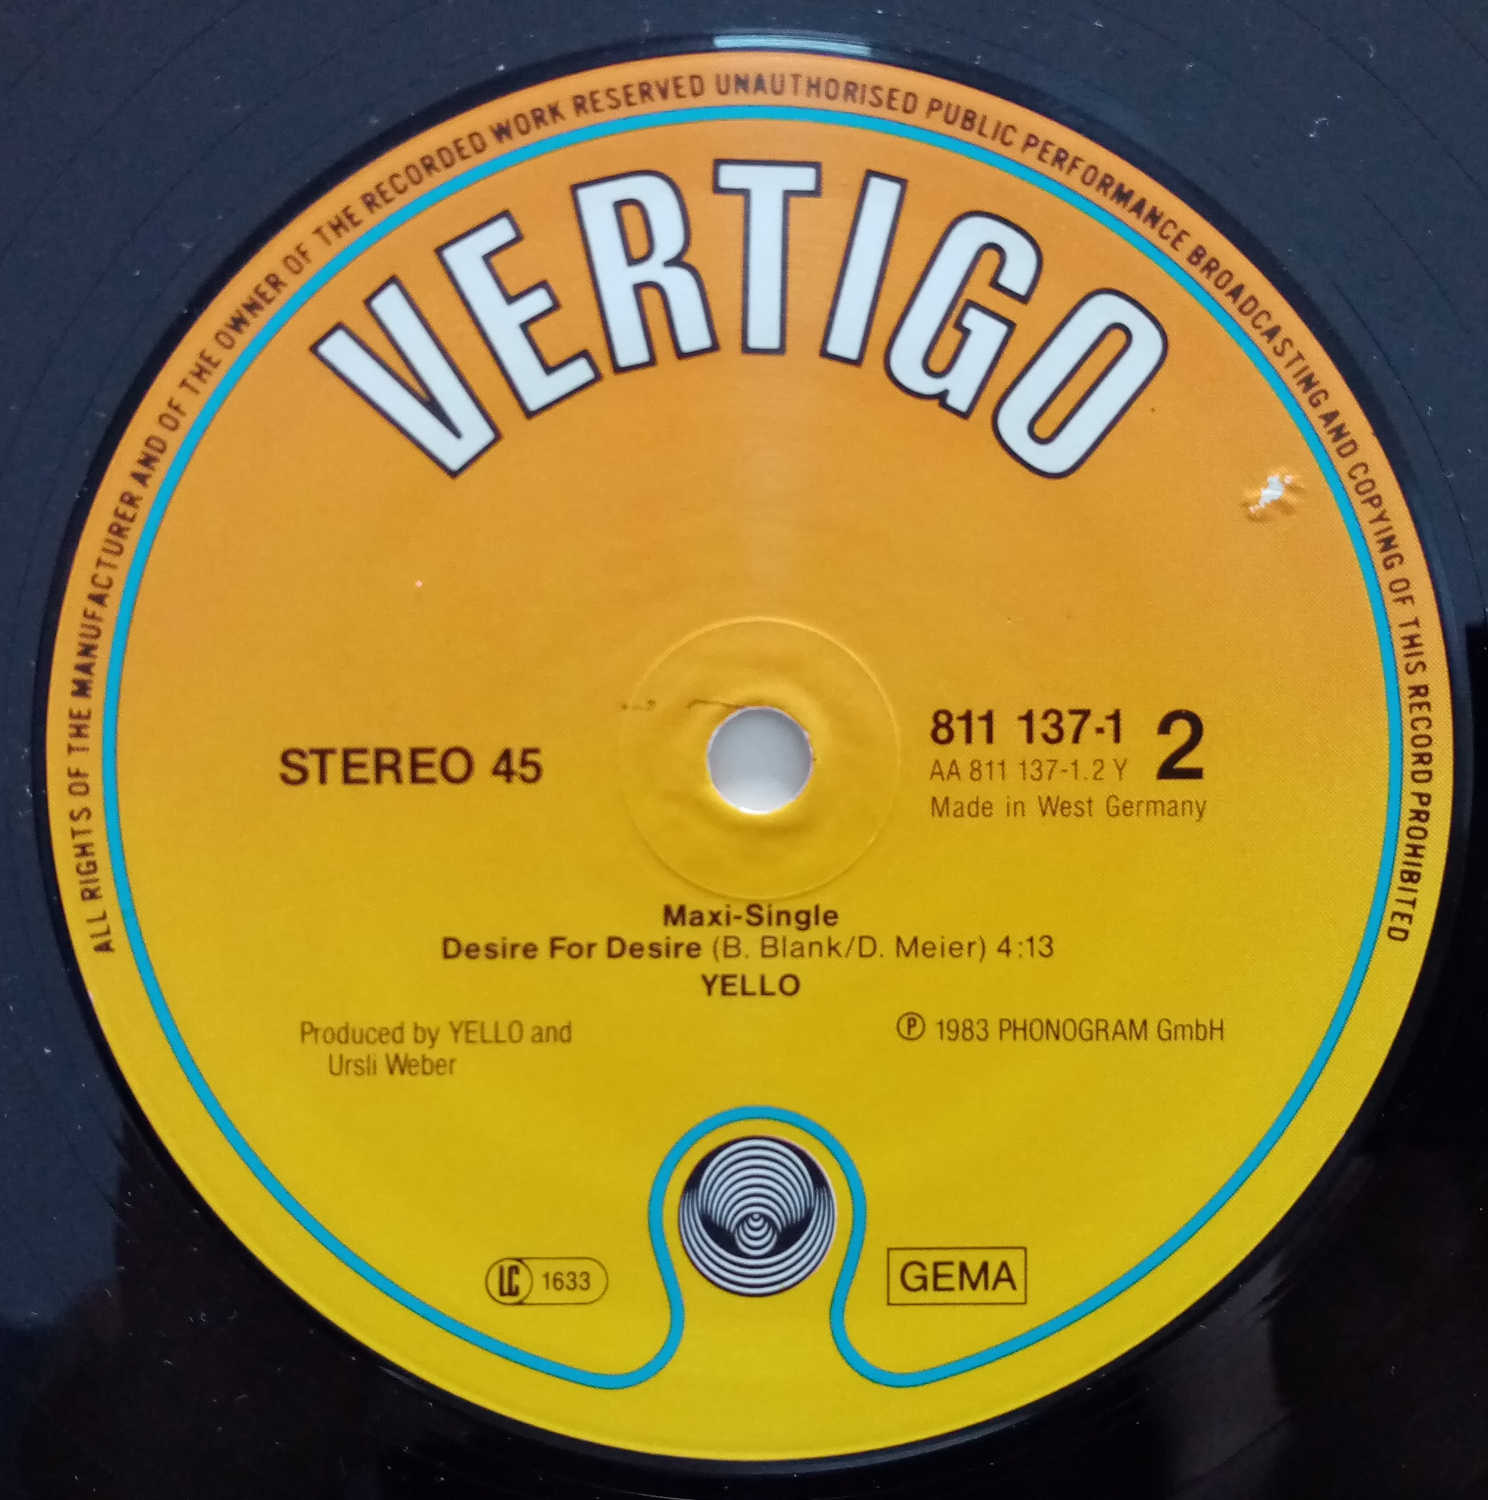 ALL RIGHTS OF THE MANUFACTURER AND OF THE OWNER OF THE RECORDED WORK RESERVED UNAUTHORISED PUBLIC PERFORMANCE BROADCASTING AND COPYING OF THIS RECORD PROHIBITED
VERTIGO
STEREO 45
811 137-1 2
AA 811 137-1.2 Y
Made in West Germany
Maxi-Single
Desire For Desire (B. Blank/D. Meier) 4:13
YELLO
Produced by YELLO and
Ursli Weber
℗ 1983 PHONOGRAM GmbH
LC 1633
GEMA